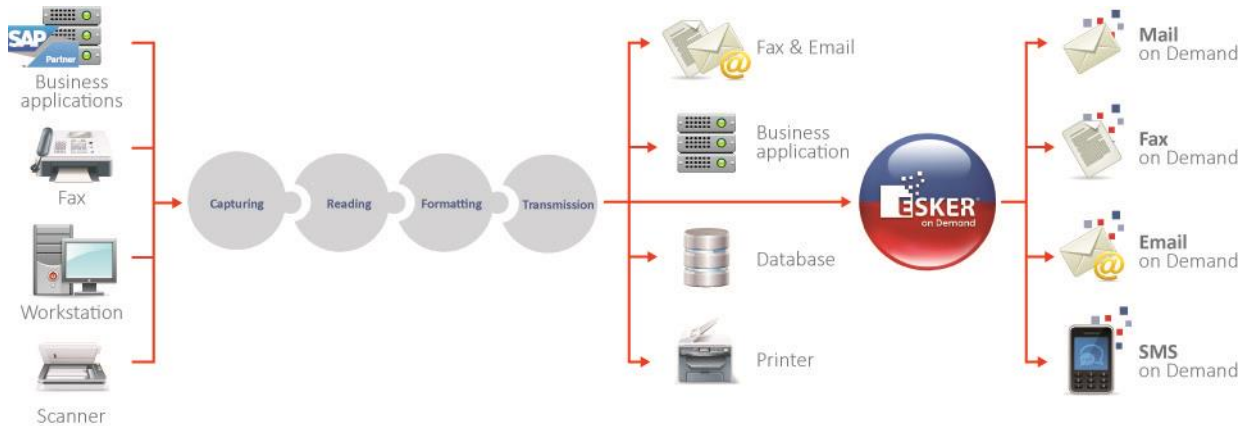 SAP
Partner
Business
applications
Fax
Workstation
Scanner
Capturing
Reading
Formatting
Transmission
Fax & Email
@
Business
application
Database
Printer
ESKER
on Demand
Mail
on Demand
Fax
on Demand
@
Email
on Demand
SMS
on Demand